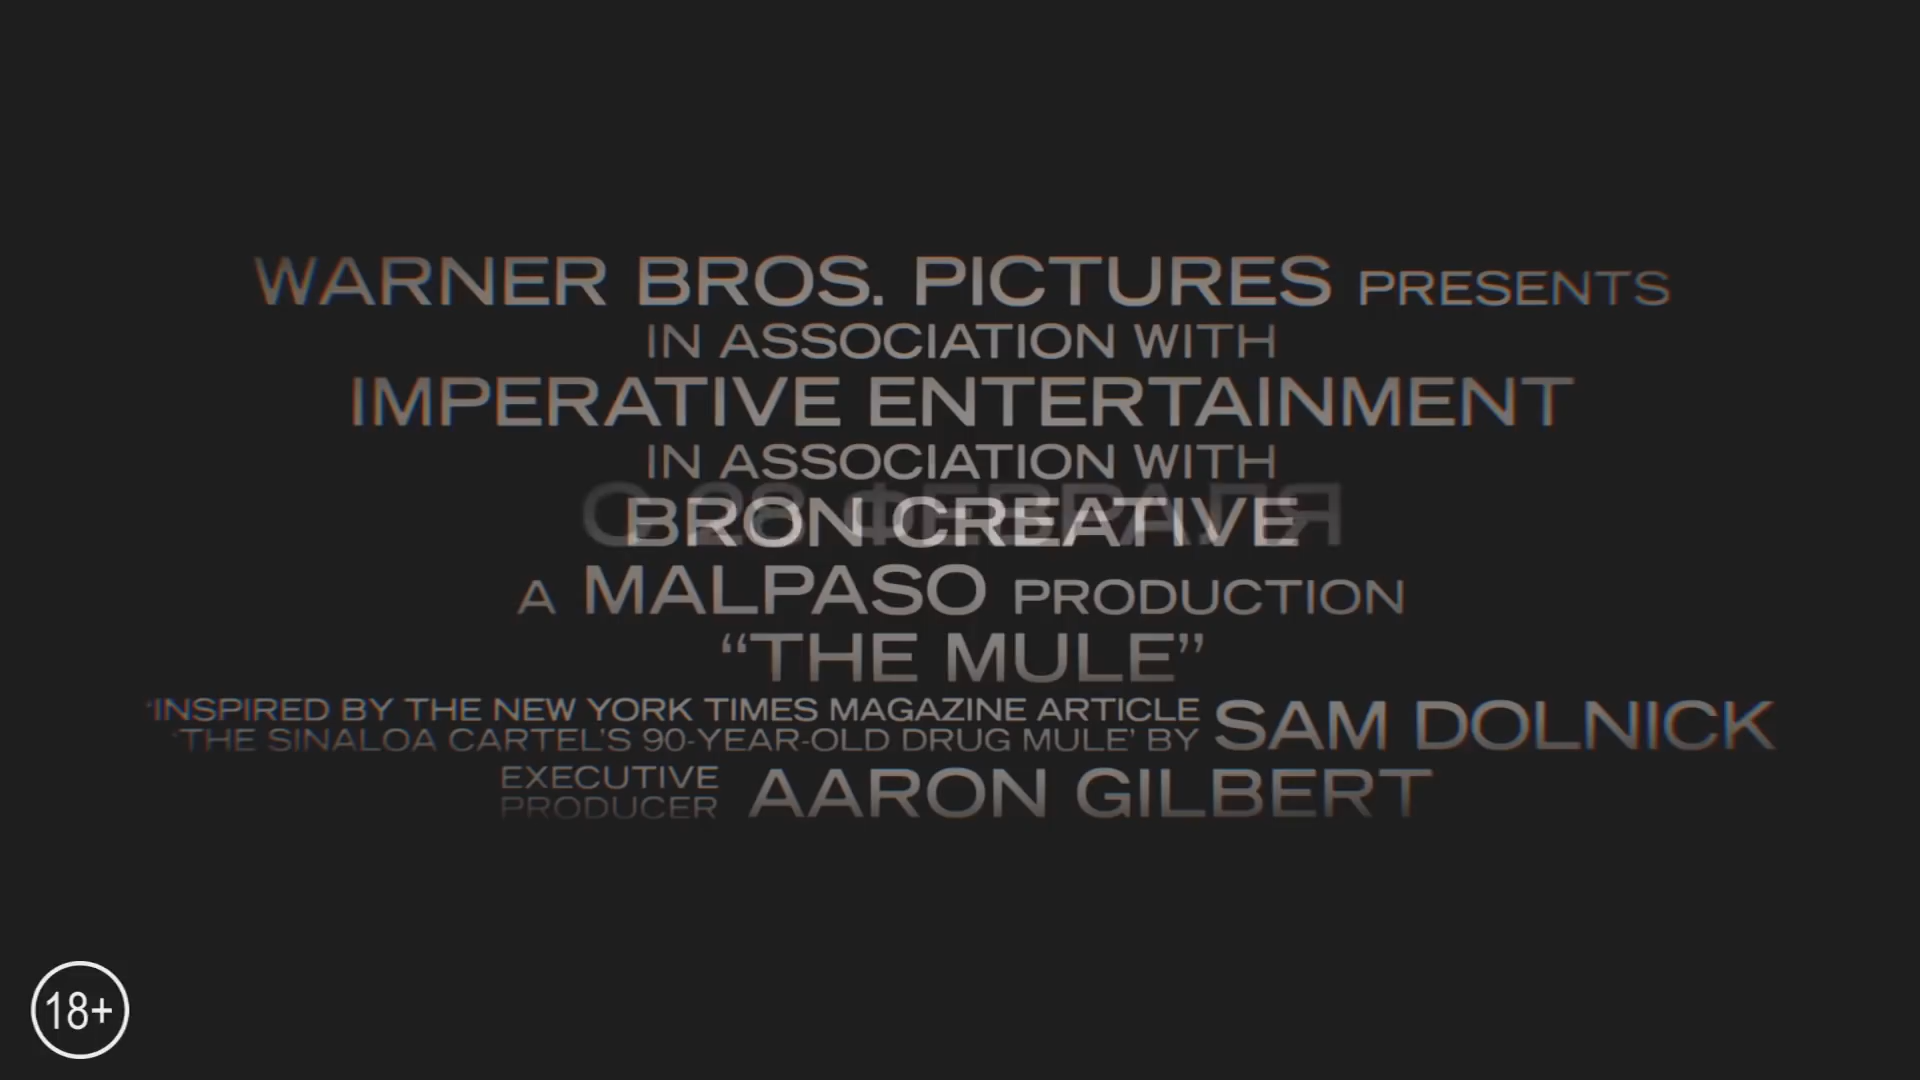 WARNER BROS. PICTURES PRESENTS
IN ASSOCIATION WITH
IMPERATIVE ENTERTAINMENT
IN ASSOCIATION WITH
С 28 ФЕВРАЛЯ
BRON CREATIVE
A MALPASO PRODUCTION
“THE MULE”
‘INSPIRED BY THE NEW YORK TIMES MAGAZINE ARTICLE
‘THE SINALOA CARTEL’S 90-YEAR-OLD DRUG MULE’ BY SAM DOLNICK
EXECUTIVE
PRODUCER AARON GILBERT
18+